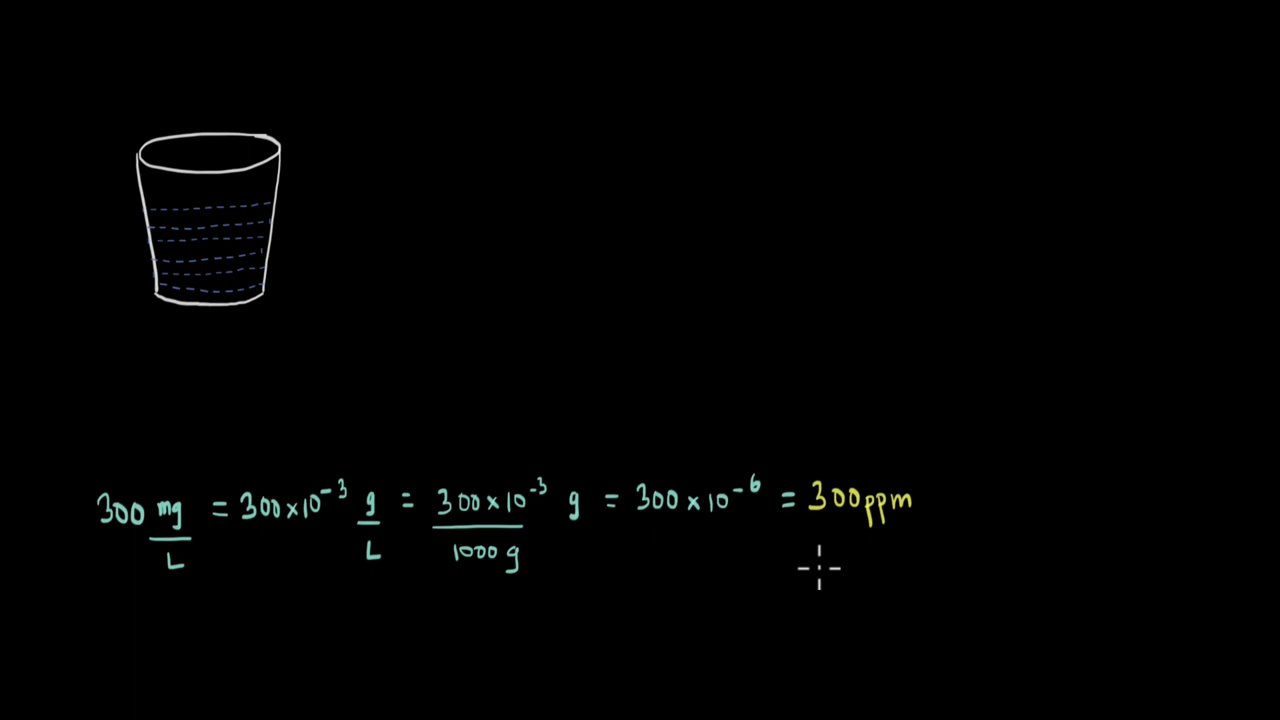 300 mg/L = 300×10⁻³ g/L = 300×10⁻³/1000 g g = 300×10⁻⁶ = 300ppm